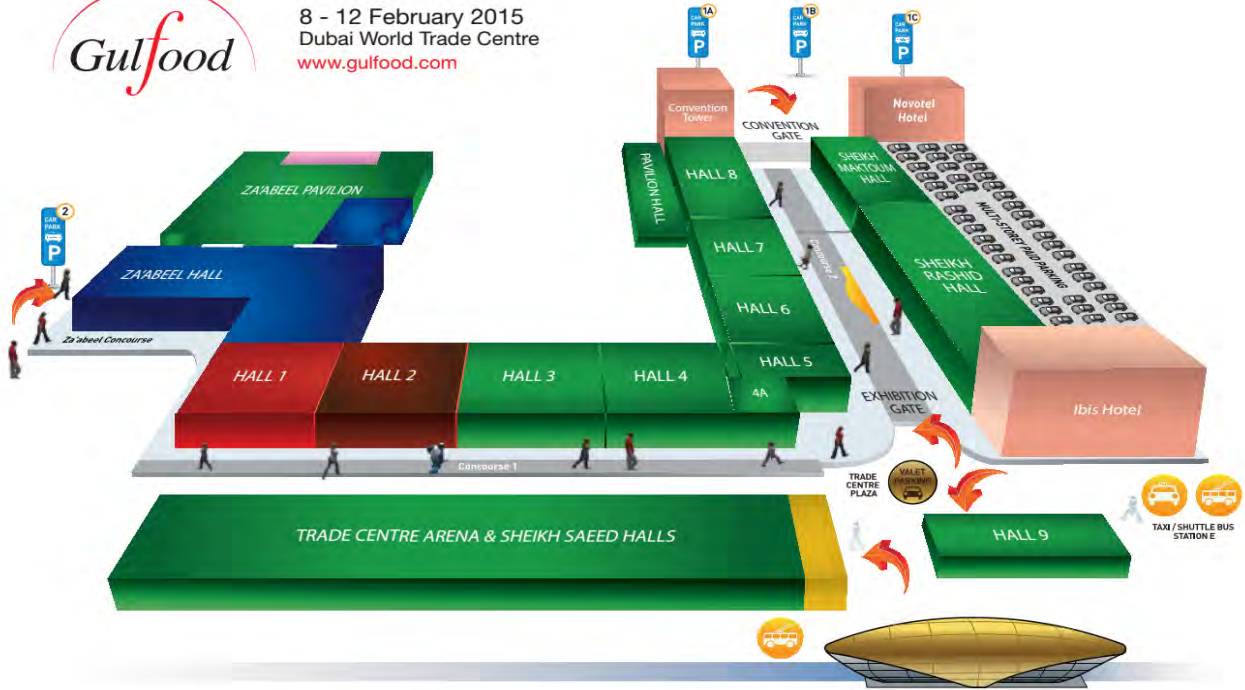 Gulfood
8 - 12 February 2015
Dubai World Trade Centre
www.gulfood.com
1A
CAR
PARK
P
1B
CAR
PARK
P
1C
CAR
PARK
P
Convention
Tower
CONVENTION
GATE
Novotel
Hotel
PAVILION HALL
HALL 8
SHEIKH
MAKTOUM
HALL
MULTI-STOREY PAID PARKING
ZA'ABEEL PAVILION
2
CAR
PARK
P
ZA'ABEEL HALL
Za'abeel Concourse
HALL 7
Concourse 2
SHEIKH
RASHID
HALL
HALL 6
HALL 5
4A
HALL 1
HALL 2
HALL 3
HALL 4
EXHIBITION
GATE
Ibis Hotel
Concourse 1
TRADE
CENTRE
PLAZA
VALET
PARKING
TAXI / SHUTTLE BUS
STATION E
TRADE CENTRE ARENA & SHEIKH SAEED HALLS
HALL 9